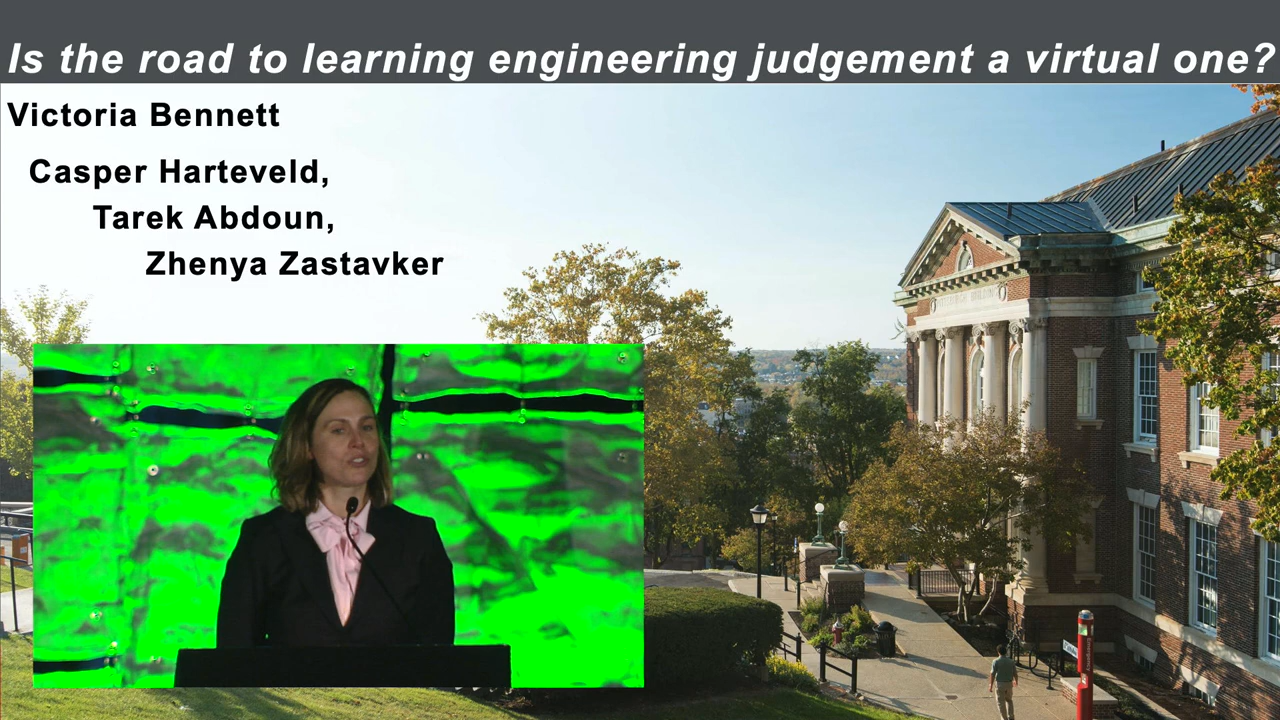 Is the road to learning engineering judgement a virtual one?
Victoria Bennett
Casper Harteveld,
Tarek Abdoun,
Zhenya Zastavker